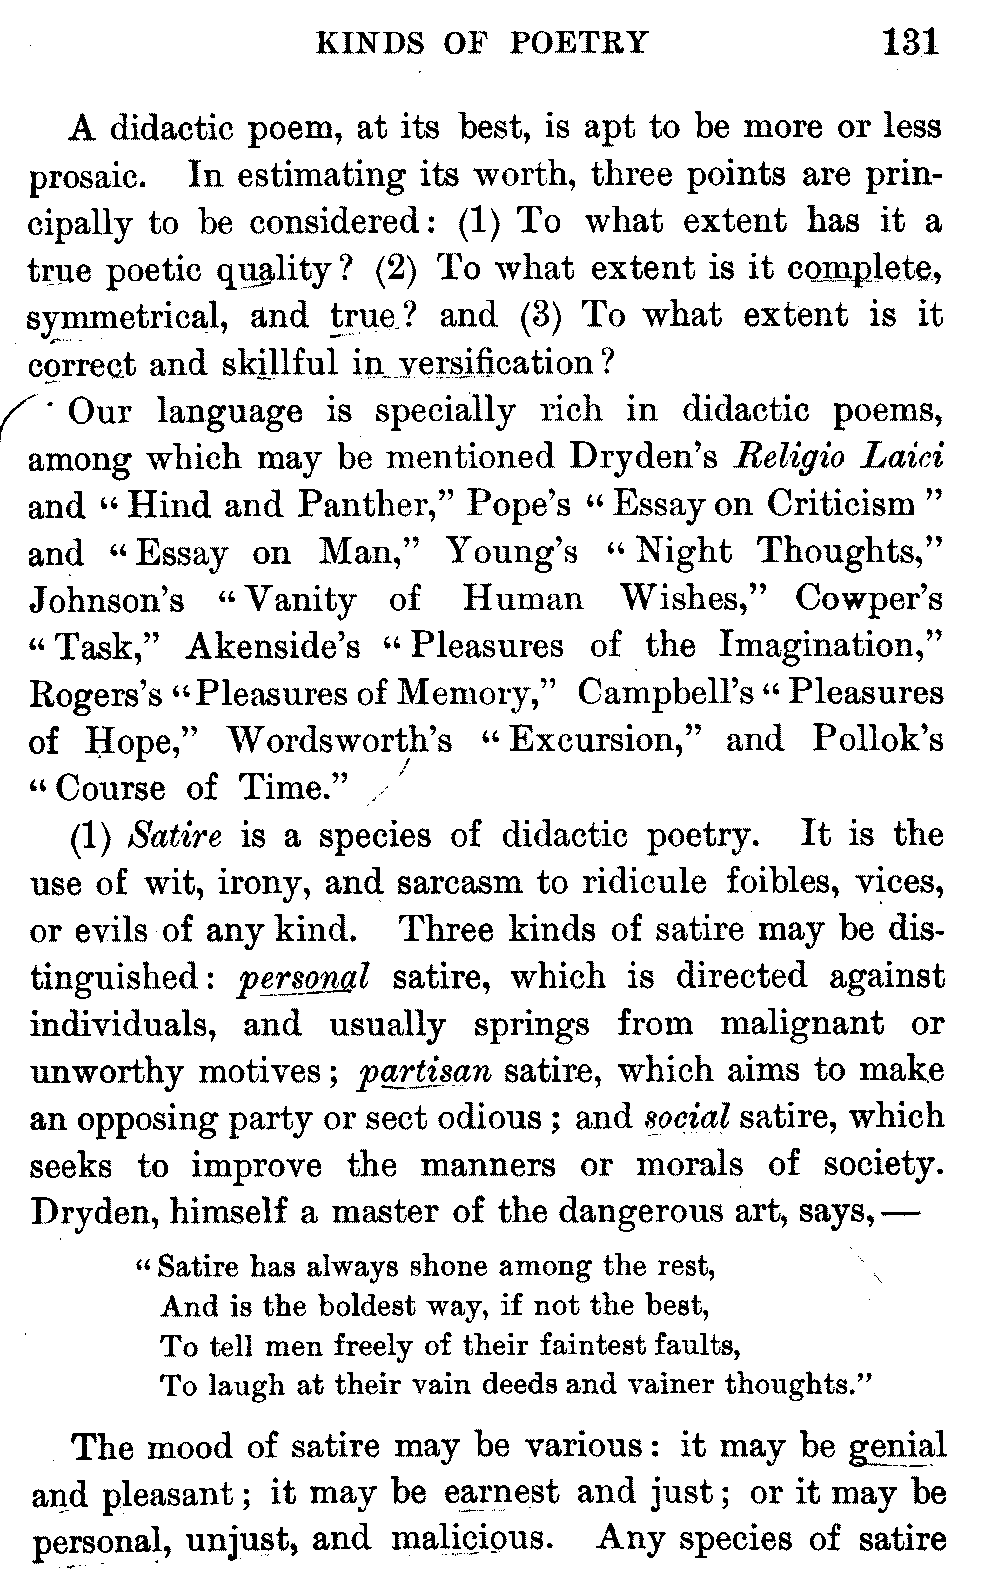 KINDS OF POETRY 131
A didactic poem, at its best, is apt to be more or less
prosaic. In estimating its worth, three points are prin-
cipally to be considered: (1) To what extent has it a
true poetic quality? (2) To what extent is it complete,
symmetrical, and true? and (3) To what extent is it
correct and skillful in versification?
Our language is specially rich in didactic poems,
among which may be mentioned Dryden's Religio Laici
and "Hind and Panther," Pope's "Essay on Criticism"
and "Essay on Man," Young's "Night Thoughts,"
Johnson's "Vanity of Human Wishes," Cowper's
"Task," Akenside's "Pleasures of the Imagination,"
Rogers's "Pleasures of Memory," Campbell's "Pleasures
of Hope," Wordsworth's "Excursion," and Pollok's
"Course of Time."
(1) Satire is a species of didactic poetry. It is the
use of wit, irony, and sarcasm to ridicule foibles, vices,
or evils of any kind. Three kinds of satire may be dis-
tinguished: personal satire, which is directed against
individuals, and usually springs from malignant or
unworthy motives; partisan satire, which aims to make
an opposing party or sect odious; and social satire, which
seeks to improve the manners or morals of society.
Dryden, himself a master of the dangerous art, says,—
"Satire has always shone among the rest,
And is the boldest way, if not the best,
To tell men freely of their faintest faults,
To laugh at their vain deeds and vainer thoughts."
The mood of satire may be various: it may be genial
and pleasant; it may be earnest and just; or it may be
personal, unjust, and malicious. Any species of satire